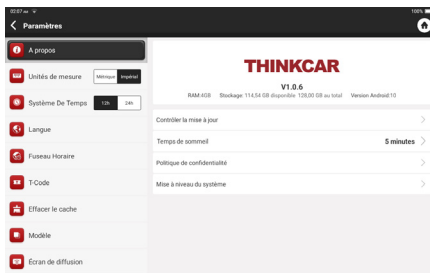 02:07 AM
100%
Paramètres
A propos
Unités de mesure
Métrique Impérial
Système De Temps
12h 24h
Langue
Fuseau Horaire
T-Code
Effacer le cache
Modèle
Écran de diffusion
THINKCAR
V1.0.6
RAM:4GB Stockage: 114,54 GB disponible 128,00 GB au total Version Android:10
Contrôler la mise à jour
Temps de sommeil 5 minutes
Politique de confidentialité
Mise à niveau du système